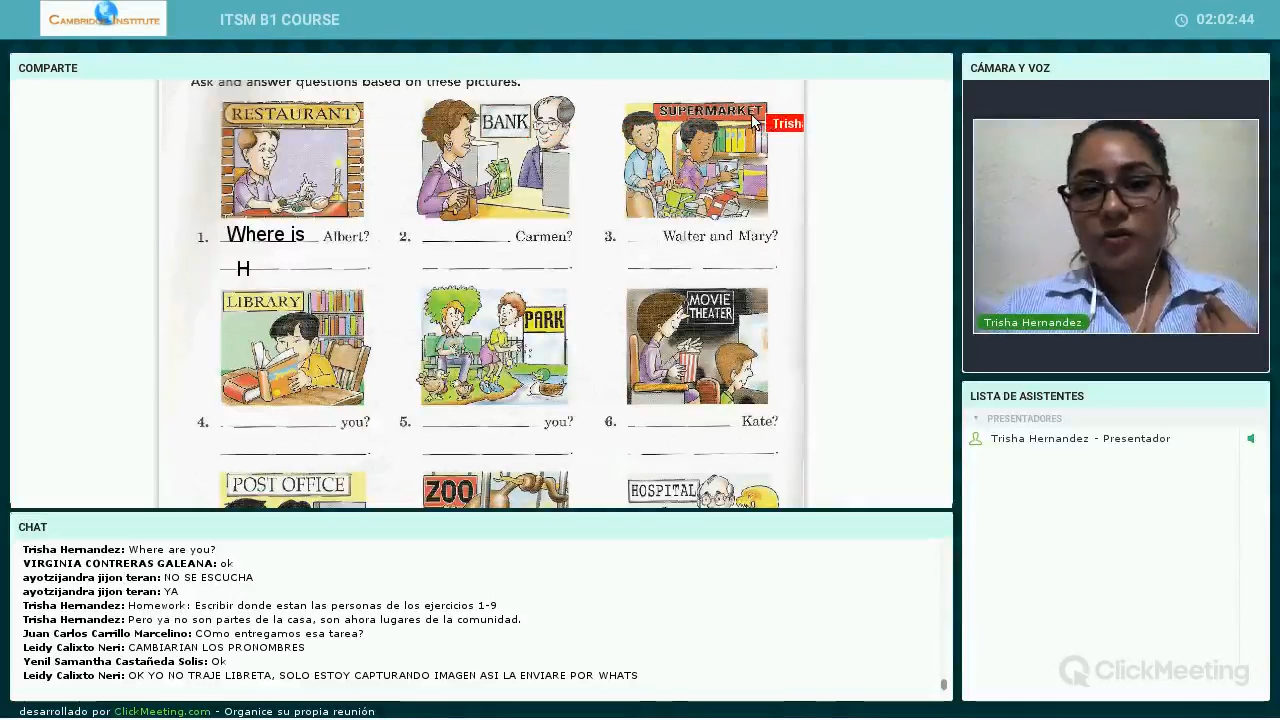 CAMBRIDGE INSTITUTE
ITSM B1 COURSE
02:02:44
COMPARTE
Ask and answer questions based on these pictures.
RESTAURANT
BANK
SUPERMARKET
Trisha
1. Where is Albert?
2. Carmen?
3. Walter and Mary?
H
LIBRARY
PARK
MOVIE
THEATER
4. you?
5. you?
6. Kate?
POST OFFICE
ZOO
HOSPITAL
CÁMARA Y VOZ
Trisha Hernandez
LISTA DE ASISTENTES
PRESENTADORES
Trisha Hernandez - Presentador
CHAT
Trisha Hernandez: Where are you?
VIRGINIA CONTRERAS GALEANA: ok
ayotzijandra jijon teran: NO SE ESCUCHA
ayotzijandra jijon teran: YA
Trisha Hernandez: Homework: Escribir donde estan las personas de los ejercicios 1-9
Trisha Hernandez: Pero ya no son partes de la casa, son ahora lugares de la comunidad.
Juan Carlos Carrillo Marcelino: COmo entregamos esa tarea?
Leidy Calixto Neri: CAMBIARIAN LOS PRONOMBRES
Yenil Samantha Castañeda Solis: Ok
Leidy Calixto Neri: OK YO NO TRAJE LIBRETA, SOLO ESTOY CAPTURANDO IMAGEN ASI LA ENVIARE POR WHATS
ClickMeeting
desarrollado por ClickMeeting.com - Organice su propia reunión